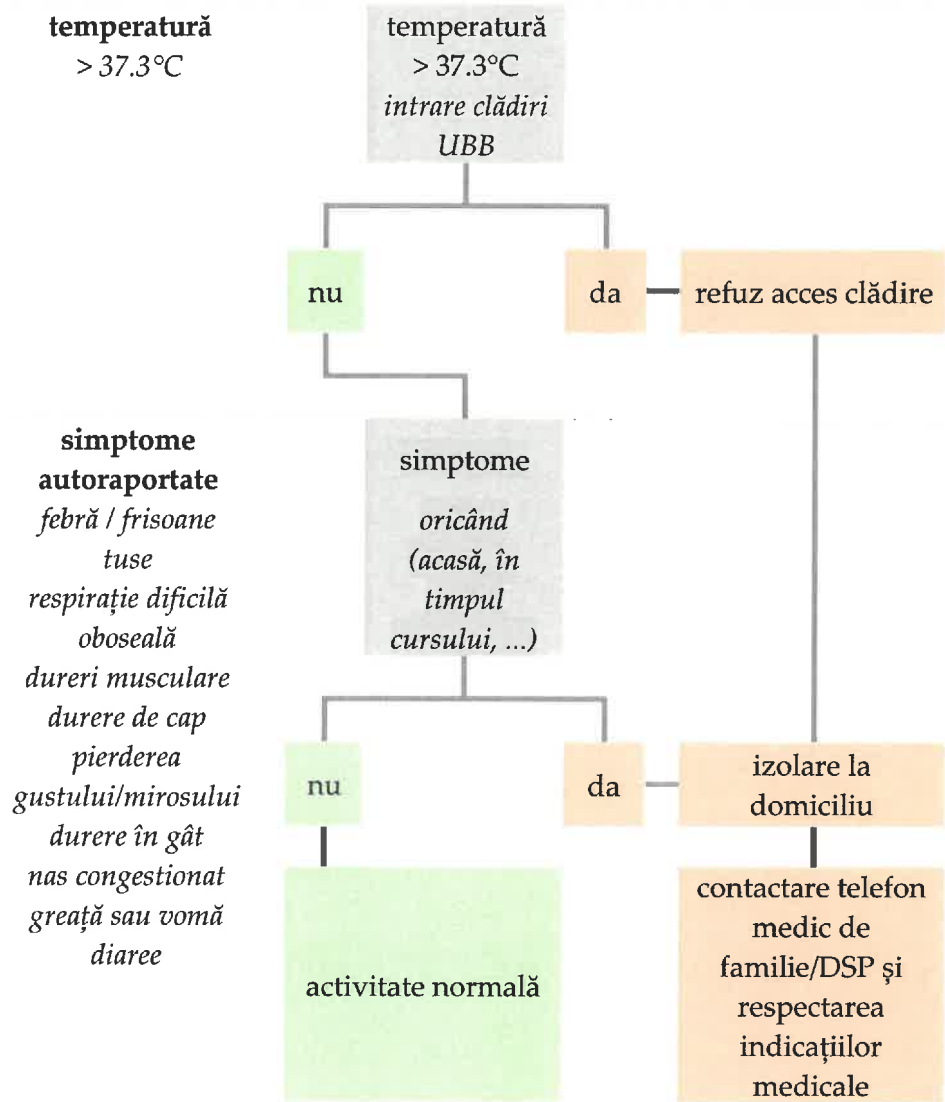 temperatură
> 37.3°C
temperatură
> 37.3°C
intrare clădiri
UBB
nu
da
refuz acces clădire
simptome
autoraportate
febră / frisoane
tuse
respirație dificilă
oboseală
dureri musculare
durere de cap
pierderea
gustului/mirosului
durere în gât
nas congestionat
greață sau vomă
diaree
simptome
oricând
(acasă, în
timpul
cursului, ...)
nu
da
izolare la
domiciliu
activitate normală
contactare telefon
medic de
familie/DSP și
respectarea
indicațiilor
medicale